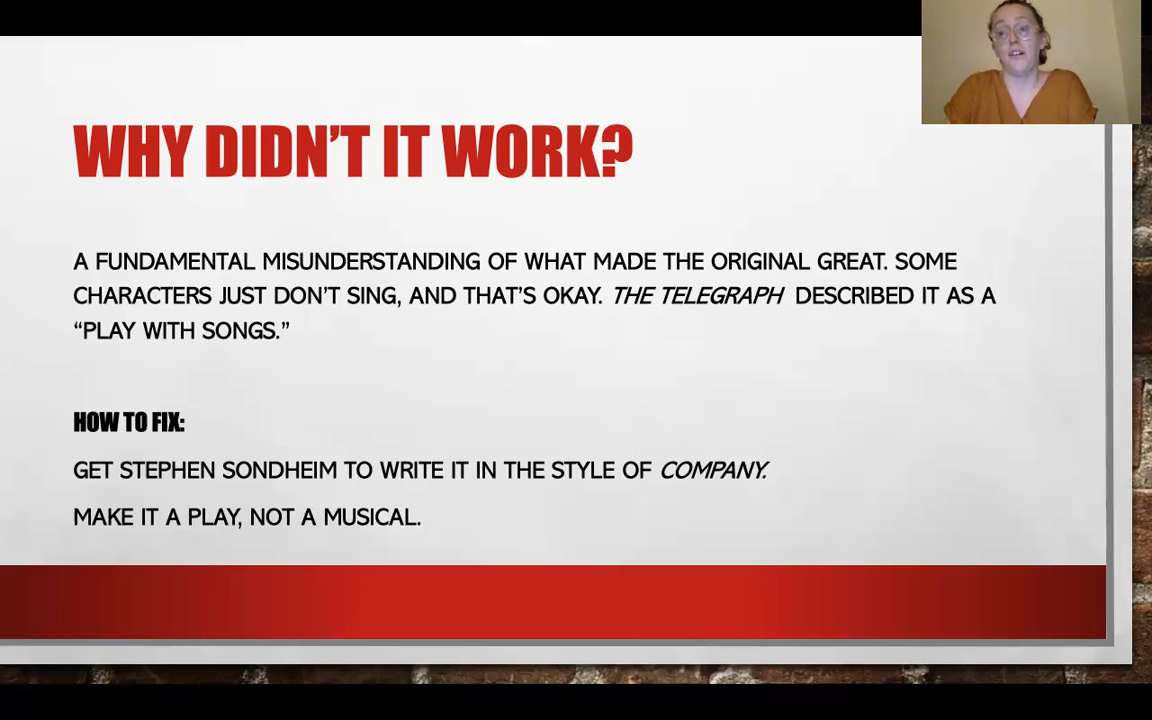 WHY DIDN’T IT WORK?
A FUNDAMENTAL MISUNDERSTANDING OF WHAT MADE THE ORIGINAL GREAT. SOME
CHARACTERS JUST DON’T SING, AND THAT’S OKAY. THE TELEGRAPH DESCRIBED IT AS A
“PLAY WITH SONGS.”
HOW TO FIX:
GET STEPHEN SONDHEIM TO WRITE IT IN THE STYLE OF COMPANY.
MAKE IT A PLAY, NOT A MUSICAL.